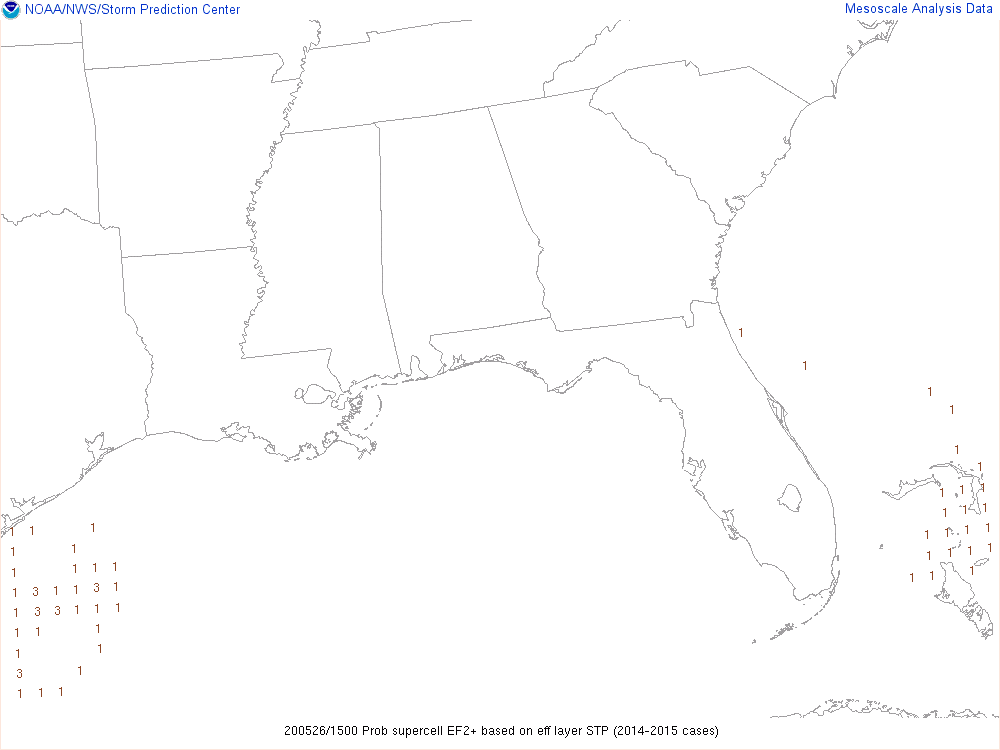 NOAA/NWS/Storm Prediction Center
Mesoscale Analysis Data
1
1
1
1
1
1
1 1 1
1 1 1
1 1 1 1
1 1 1 1
1 1 1
1 1 1
1 1
1 1 1
1
1 3 1 1 3 1
1 3 3 1 1 1
1 1 1
1 1
3 1
1 1 1
200526/1500 Prob supercell EF2+ based on eff layer STP (2014-2015 cases)